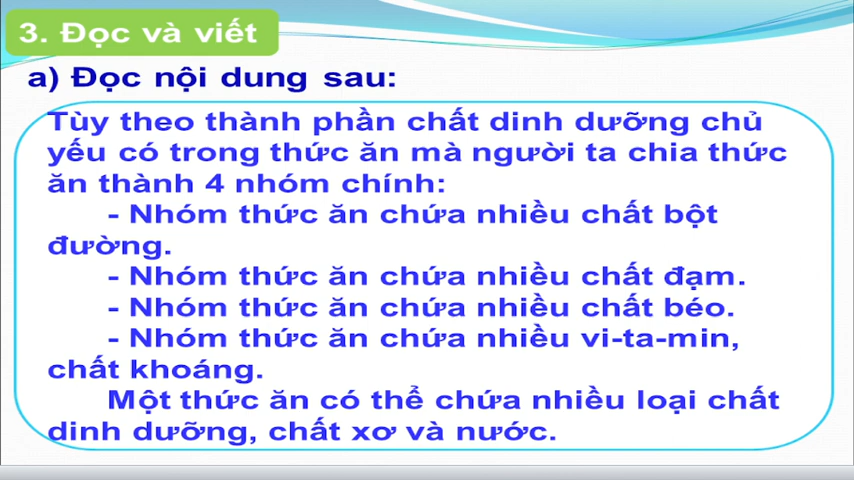 3. Đọc và viết
a) Đọc nội dung sau:
Tùy theo thành phần chất dinh dưỡng chủ
yếu có trong thức ăn mà người ta chia thức
ăn thành 4 nhóm chính:
- Nhóm thức ăn chứa nhiều chất bột
đường.
- Nhóm thức ăn chứa nhiều chất đạm.
- Nhóm thức ăn chứa nhiều chất béo.
- Nhóm thức ăn chứa nhiều vi-ta-min,
chất khoáng.
Một thức ăn có thể chứa nhiều loại chất
dinh dưỡng, chất xơ và nước.